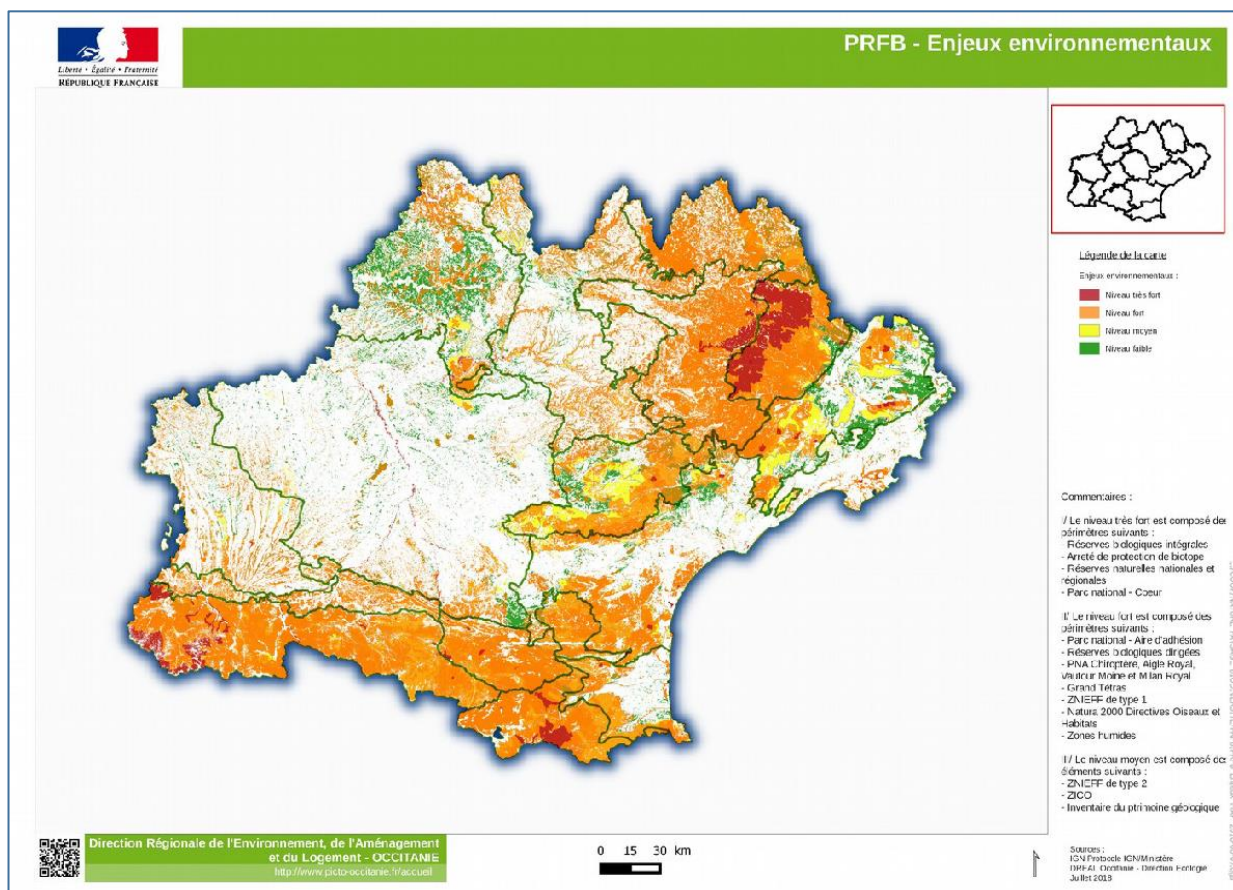 PRFB - Enjeux environnementaux
Liberté • Égalité • Fraternité
RÉPUBLIQUE FRANÇAISE
Légende de la carte
Enjeux environnementaux :
Niveau très fort
Niveau fort
Niveau moyen
Niveau faible
Commentaires :
I/ Le niveau très fort est composé des
périmètres suivants :
- Réserves biologiques intégrales
- Arreté de protection de biotope
- Réserves naturelles nationales et
régionales
- Parc national - Coeur
II/ Le niveau fort est composé des
périmètres suivants :
- Parc national - Aire d'adhésion
- Réserves biologiques dirigées
- PNA Chiroptère, Aigle Royal,
Vautour Moine et Milan Royal
- Grand Tétras
- ZNIEFF de type 1
- Natura 2000 Directives Oiseaux et
Habitats
- Zones humides
II/ Le niveau moyen est composé des
éléments suivants :
- ZNIEFF de type 2
- ZICO
- Inventaire du ptrimoine géologique
Direction Régionale de l'Environnement, de l'Aménagement
et du Logement - OCCITANIE
http://www.picto-occitanie.fr/accueil
0 15 30 km
Sources :
IGN Protocole IGN/Ministère
DREAL Occitanie - Direction Ecologie
Juillet 2018